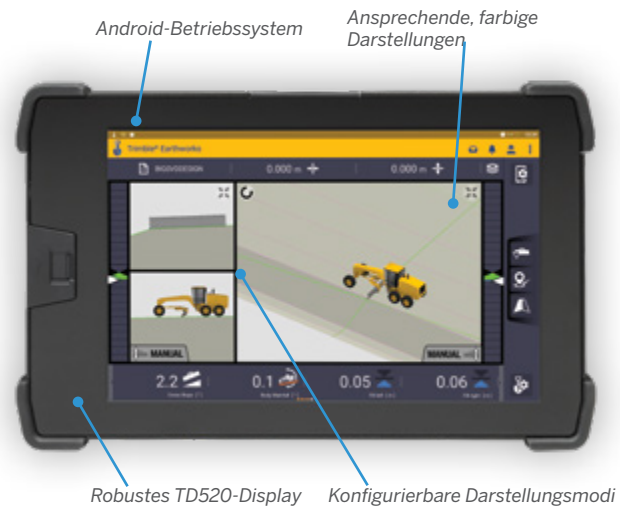 Android-Betriebssystem
Ansprechende, farbige
Darstellungen
Trimble® Earthworks
BIGDVSDESIGN
0.000 m
0.000 m
MANUAL
MANUAL
2.2
0.1
0.05
0.06
Robustes TD520-Display
Konfigurierbare Darstellungsmodi